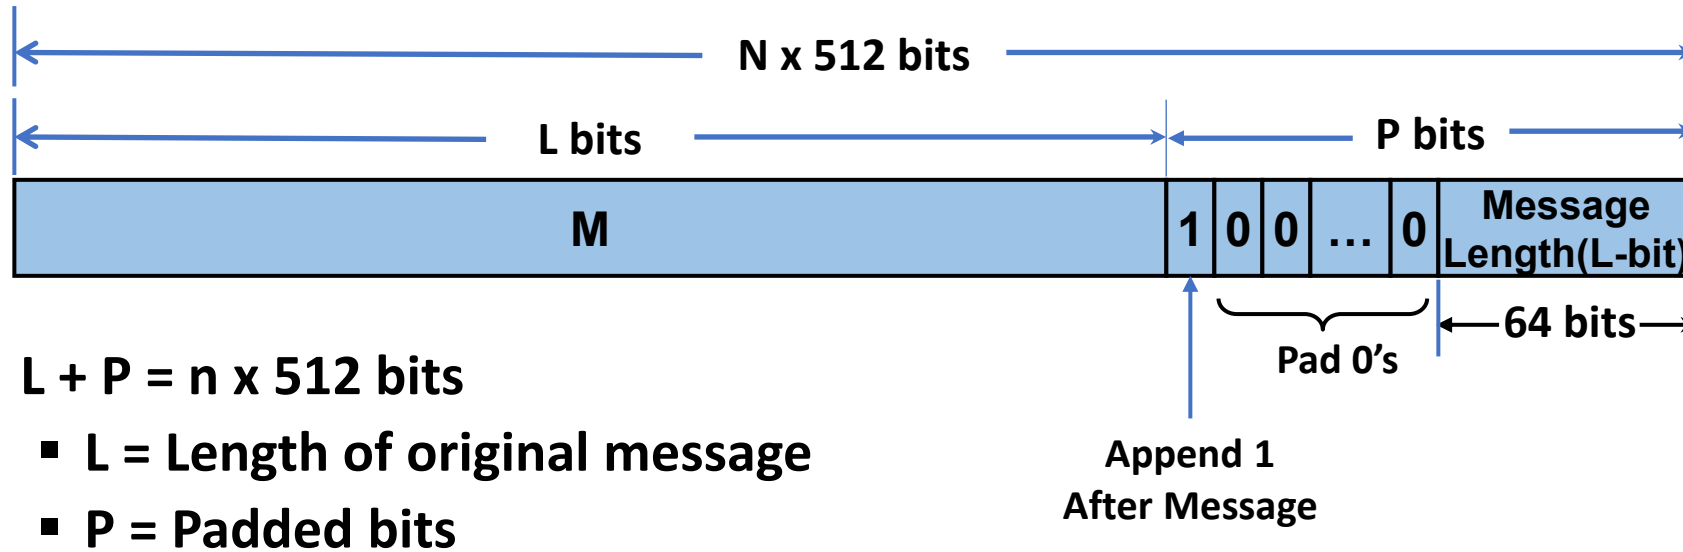 N x 512 bits
L bits
P bits
M
1 0 0 ... 0
Message
Length(L-bit)
64 bits
Pad 0’s
L + P = n x 512 bits
▪ L = Length of original message
▪ P = Padded bits
Append 1
After Message